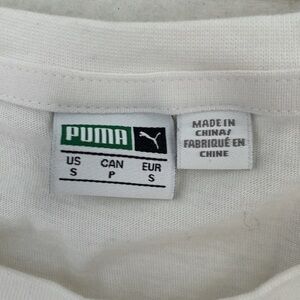 PUMA
US CAN EUR
S P S
MADE IN
CHINA/
FABRIQUÉ EN
CHINE